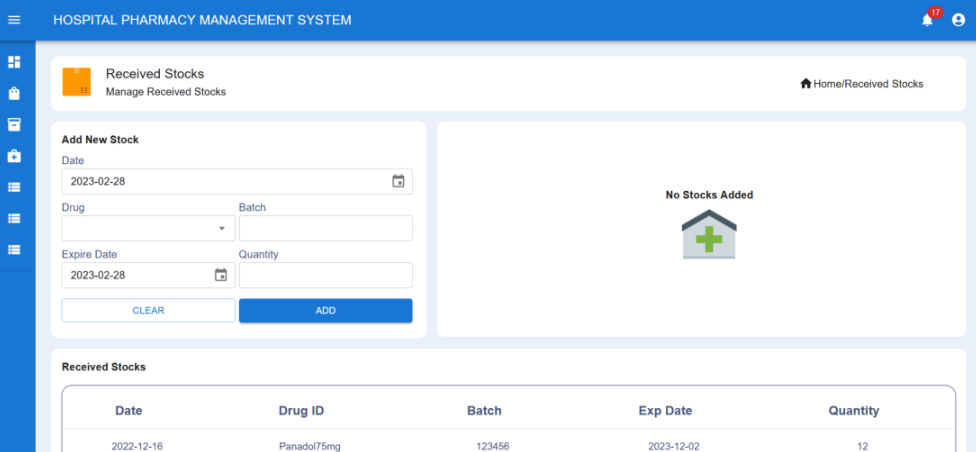 HOSPITAL PHARMACY MANAGEMENT SYSTEM
17
Received Stocks
Manage Received Stocks
Home/Received Stocks
Add New Stock
Date
2023-02-28
Drug Batch
Expire Date Quantity
2023-02-28
CLEAR ADD
No Stocks Added
Received Stocks
Date Drug ID Batch Exp Date Quantity
2022-12-16 Panadol75mg 123456 2023-12-02 12